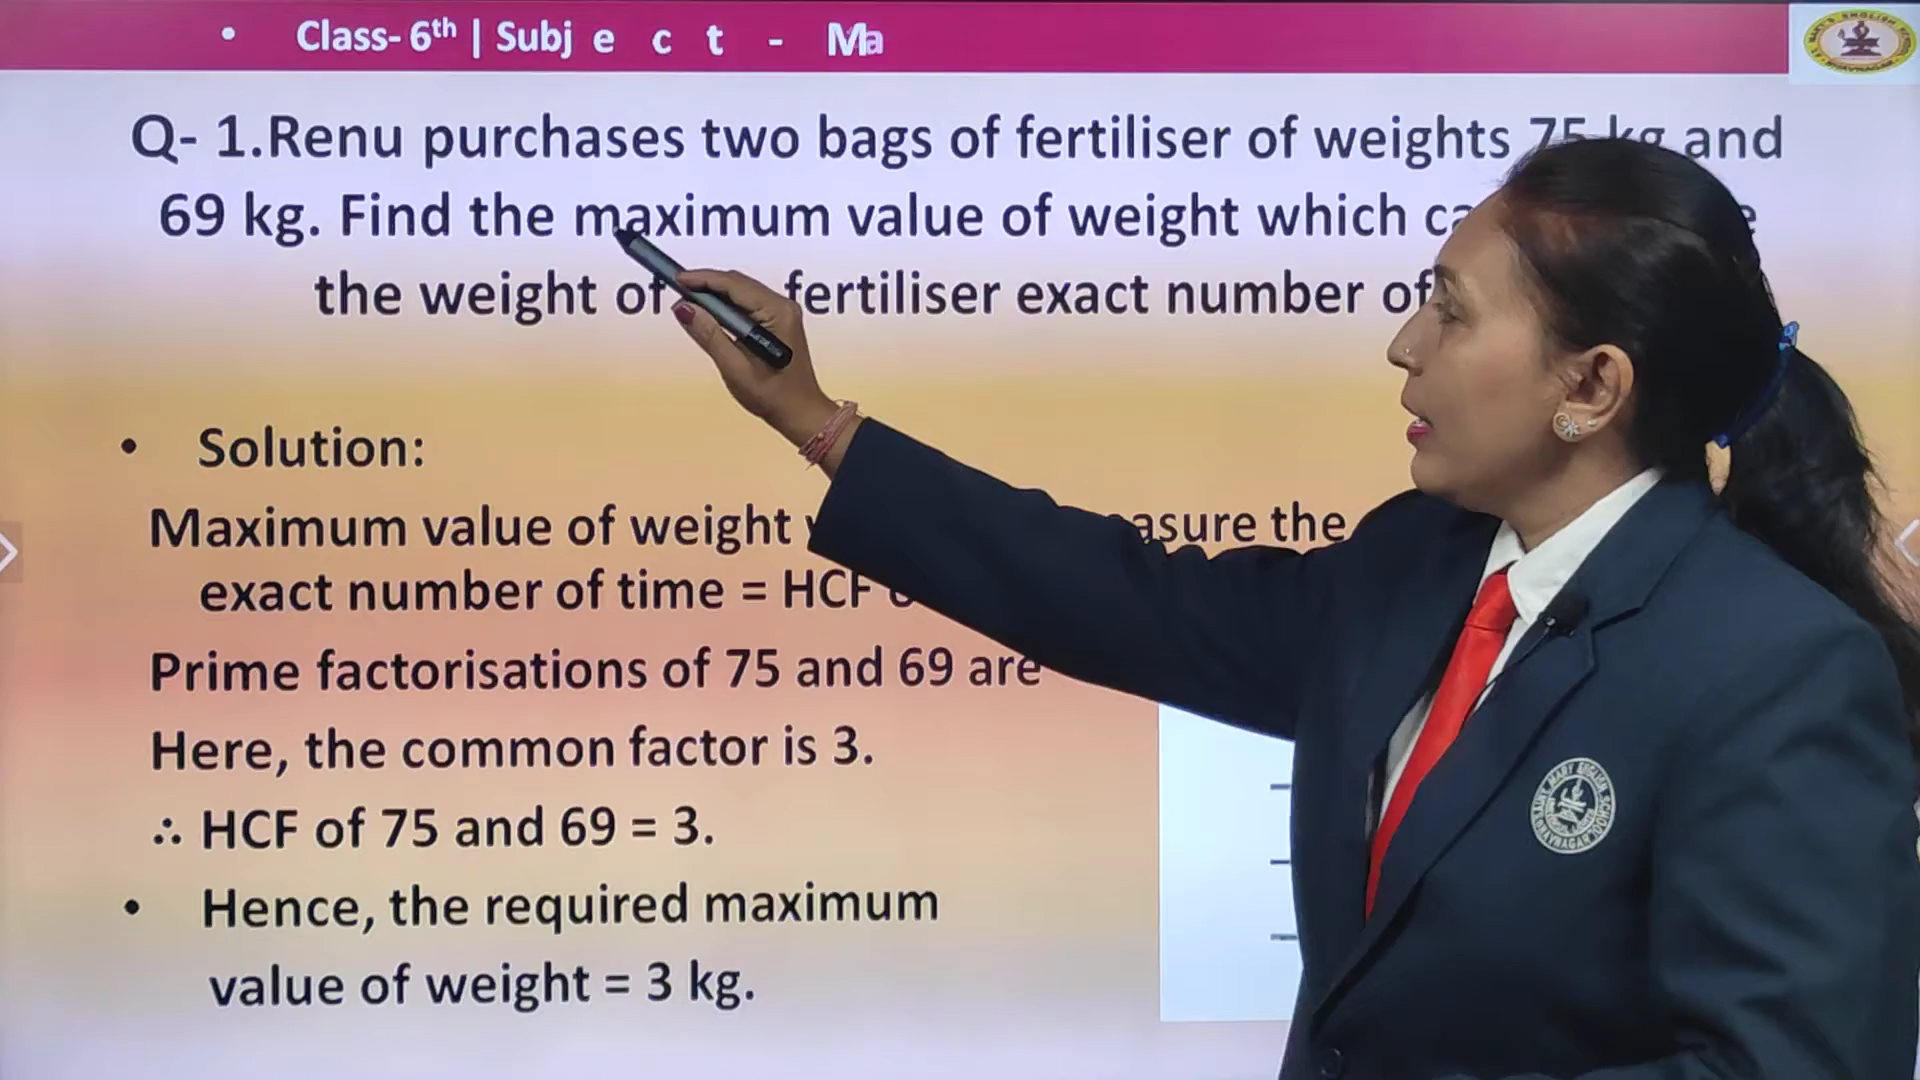 • Class- 6th | Subject - Ma
Q- 1.Renu purchases two bags of fertiliser of weights 75 kg and
69 kg. Find the maximum value of weight which
the weight of fertiliser exact number of
• Solution:
Maximum value of weight the
exact number of time = HCF
Prime factorisations of 75 and 69 are
Here, the common factor is 3.
∴ HCF of 75 and 69 = 3.
• Hence, the required maximum
value of weight = 3 kg.